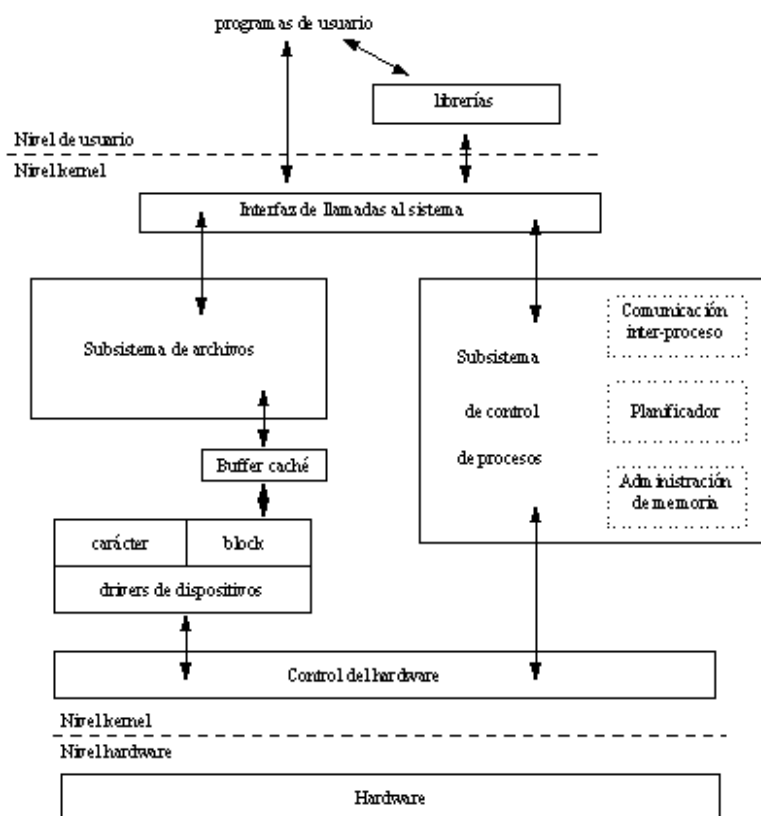 programas de usuario
librerías
Nivel de usuario
Nivel kernel
Interfaz de llamadas al sistema
Subsistema de archivos
Comunicación
inter-proceso
Subsistema
de control
de procesos
Planificador
Administración
de memoria
Buffer caché
carácter
block
drivers de dispositivos
Control del hardware
Nivel kernel
Nivel hardware
Hardware